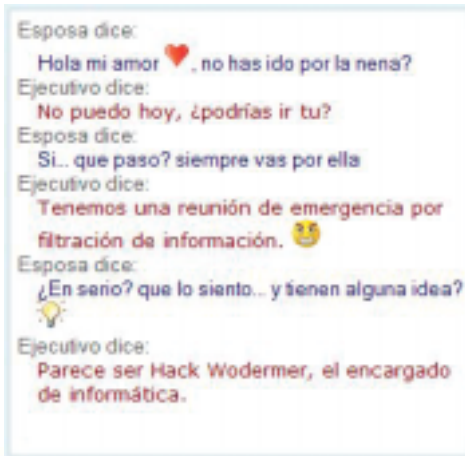 Esposa dice:
Hola mi amor ❤, no has ido por la nena?
Ejecutivo dice:
No puedo hoy, ¿podrías ir tu?
Esposa dice:
Si... que paso? siempre vas por ella
Ejecutivo dice:
Tenemos una reunión de emergencia por
filtración de información.
Esposa dice:
¿En serio? que lo siento... y tienen alguna idea?
Ejecutivo dice:
Parece ser Hack Wodermer, el encargado
de informática.